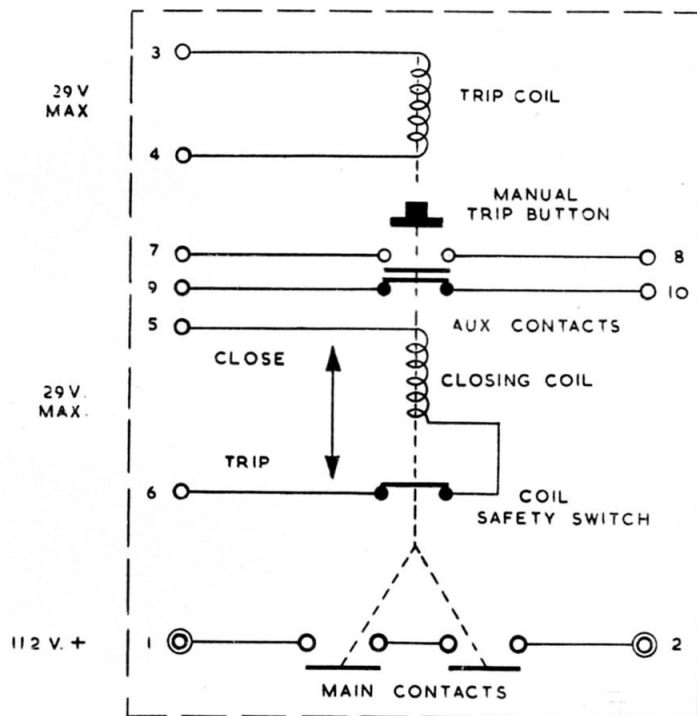 3
29V
MAX
TRIP COIL
4
MANUAL
TRIP BUTTON
7
8
9
10
5
AUX CONTACTS
CLOSE
29V.
MAX.
CLOSING COIL
TRIP
6
COIL
SAFETY SWITCH
112 V. +
1
2
MAIN CONTACTS